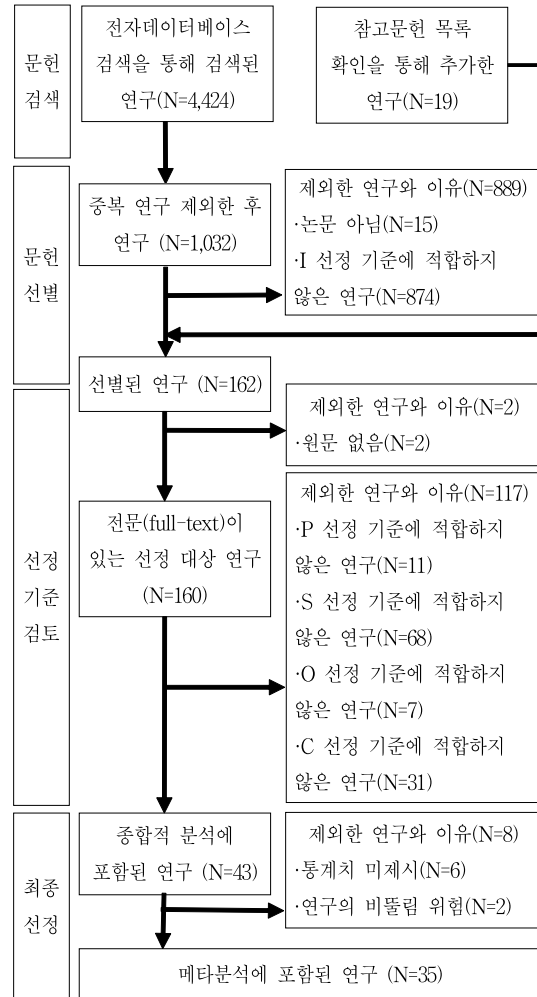 문헌
검색
전자데이터베이스
검색을 통해 검색된
연구(N=4,424)
참고문헌 목록
확인을 통해 추가한
연구(N=19)
문헌
선별
중복 연구 제외한 후
연구 (N=1,032)
제외한 연구와 이유(N=889)
·논문 아님(N=15)
·I 선정 기준에 적합하지
않은 연구(N=874)
선별된 연구 (N=162)
선정
기준
검토
제외한 연구와 이유(N=2)
·원문 없음(N=2)
전문(full-text)이
있는 선정 대상 연구
(N=160)
제외한 연구와 이유(N=117)
·P 선정 기준에 적합하지
않은 연구(N=11)
·S 선정 기준에 적합하지
않은 연구(N=68)
·O 선정 기준에 적합하지
않은 연구(N=7)
·C 선정 기준에 적합하지
않은 연구(N=31)
최종
선정
종합적 분석에
포함된 연구 (N=43)
제외한 연구와 이유(N=8)
·통계치 미제시(N=6)
·연구의 비뚤림 위험(N=2)
메타분석에 포함된 연구 (N=35)